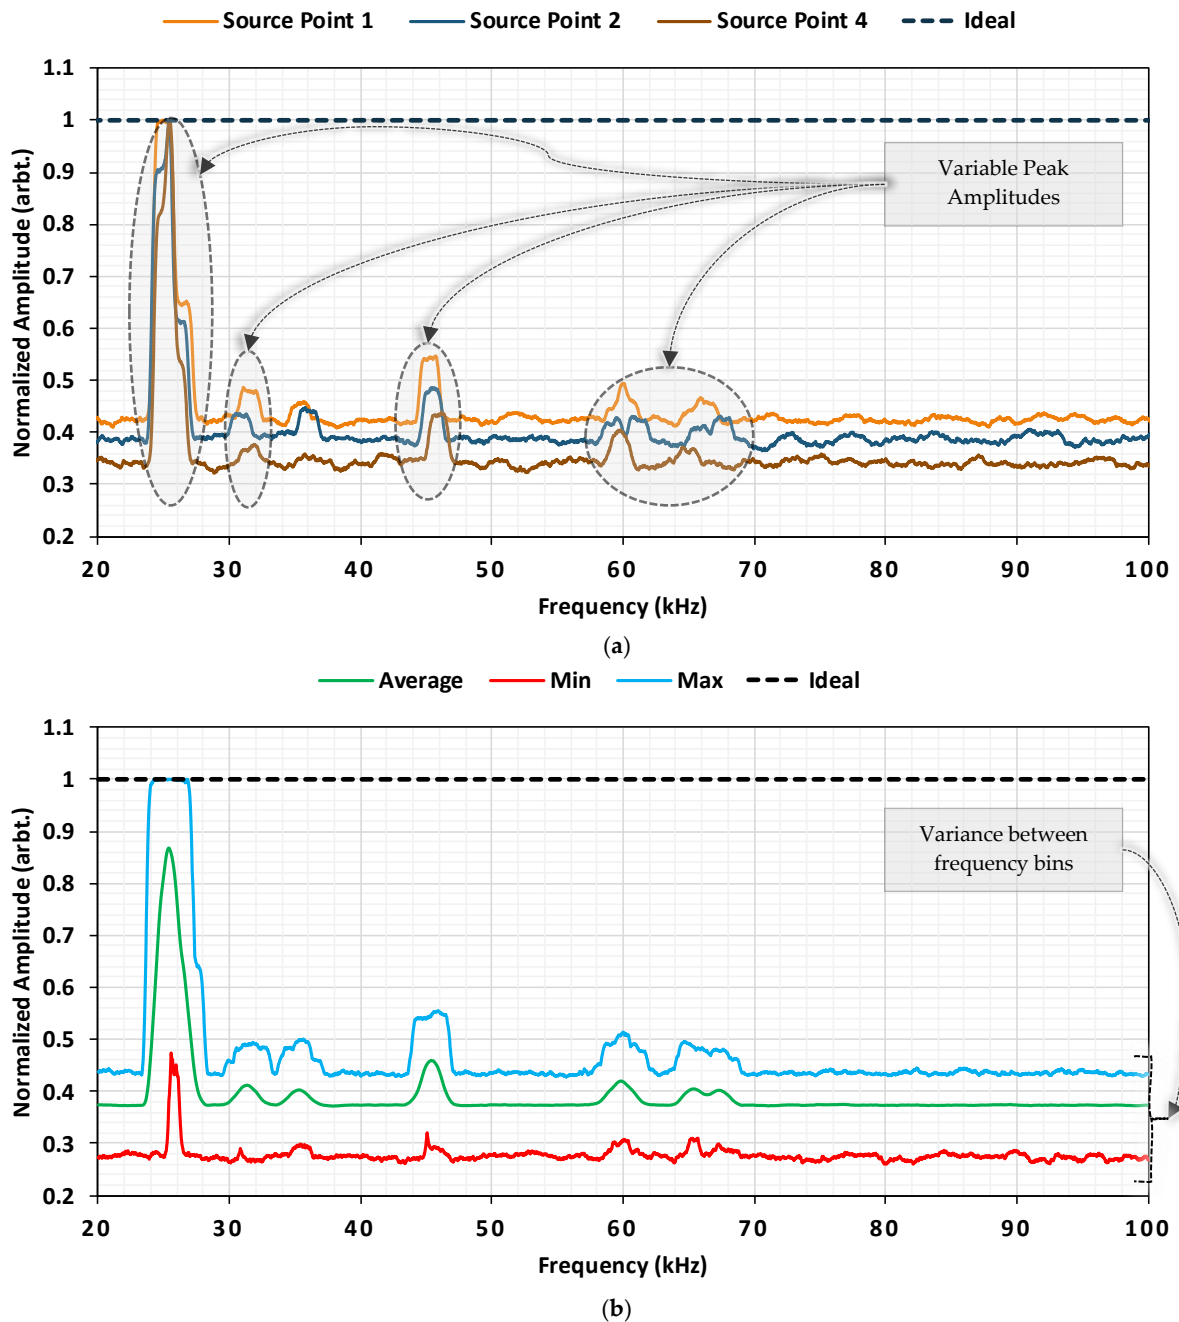 Source Point 1 Source Point 2 Source Point 4 Ideal
1.1
1
0.9
0.8
0.7
0.6
0.5
0.4
0.3
0.2
Normalized Amplitude (arbt.)
Variable Peak
Amplitudes
20 30 40 50 60 70 80 90 100
Frequency (kHz)
(a)
Average Min Max Ideal
1.1
1
0.9
0.8
0.7
0.6
0.5
0.4
0.3
0.2
Normalized Amplitude (arbt.)
Variance between
frequency bins
20 30 40 50 60 70 80 90 100
Frequency (kHz)
(b)